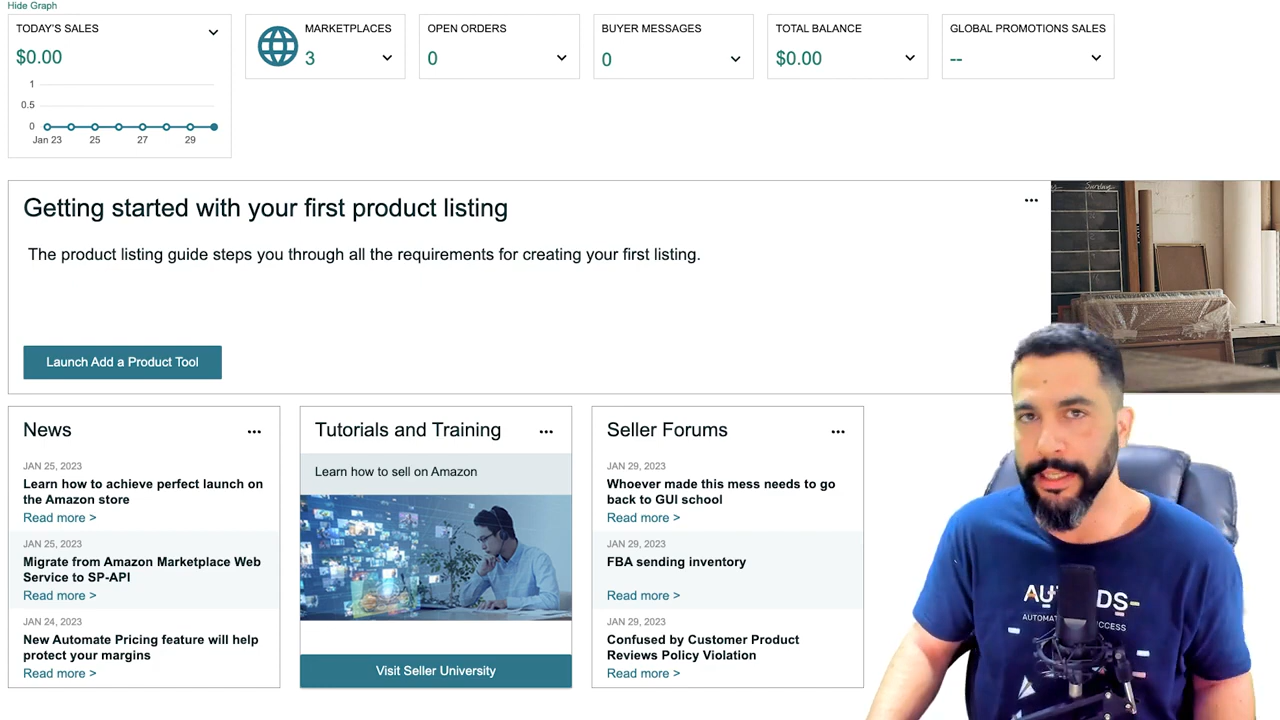 Hide Graph
TODAY'S SALES
$0.00
1
0.5
0
Jan 23
25
27
29
MARKETPLACES
3
OPEN ORDERS
0
BUYER MESSAGES
0
TOTAL BALANCE
$0.00
GLOBAL PROMOTIONS SALES
--
Getting started with your first product listing
The product listing guide steps you through all the requirements for creating your first listing.
Launch Add a Product Tool
Sunday
News
JAN 25, 2023
Learn how to achieve perfect launch on
the Amazon store
Read more >
JAN 25, 2023
Migrate from Amazon Marketplace Web
Service to SP-API
Read more >
JAN 24, 2023
New Automate Pricing feature will help
protect your margins
Read more >
Tutorials and Training
Learn how to sell on Amazon
Visit Seller University
Seller Forums
JAN 29, 2023
Whoever made this mess needs to go
back to GUI school
Read more >
JAN 29, 2023
FBA sending inventory
Read more >
JAN 29, 2023
Confused by Customer Product
Reviews Policy Violation
Read more >